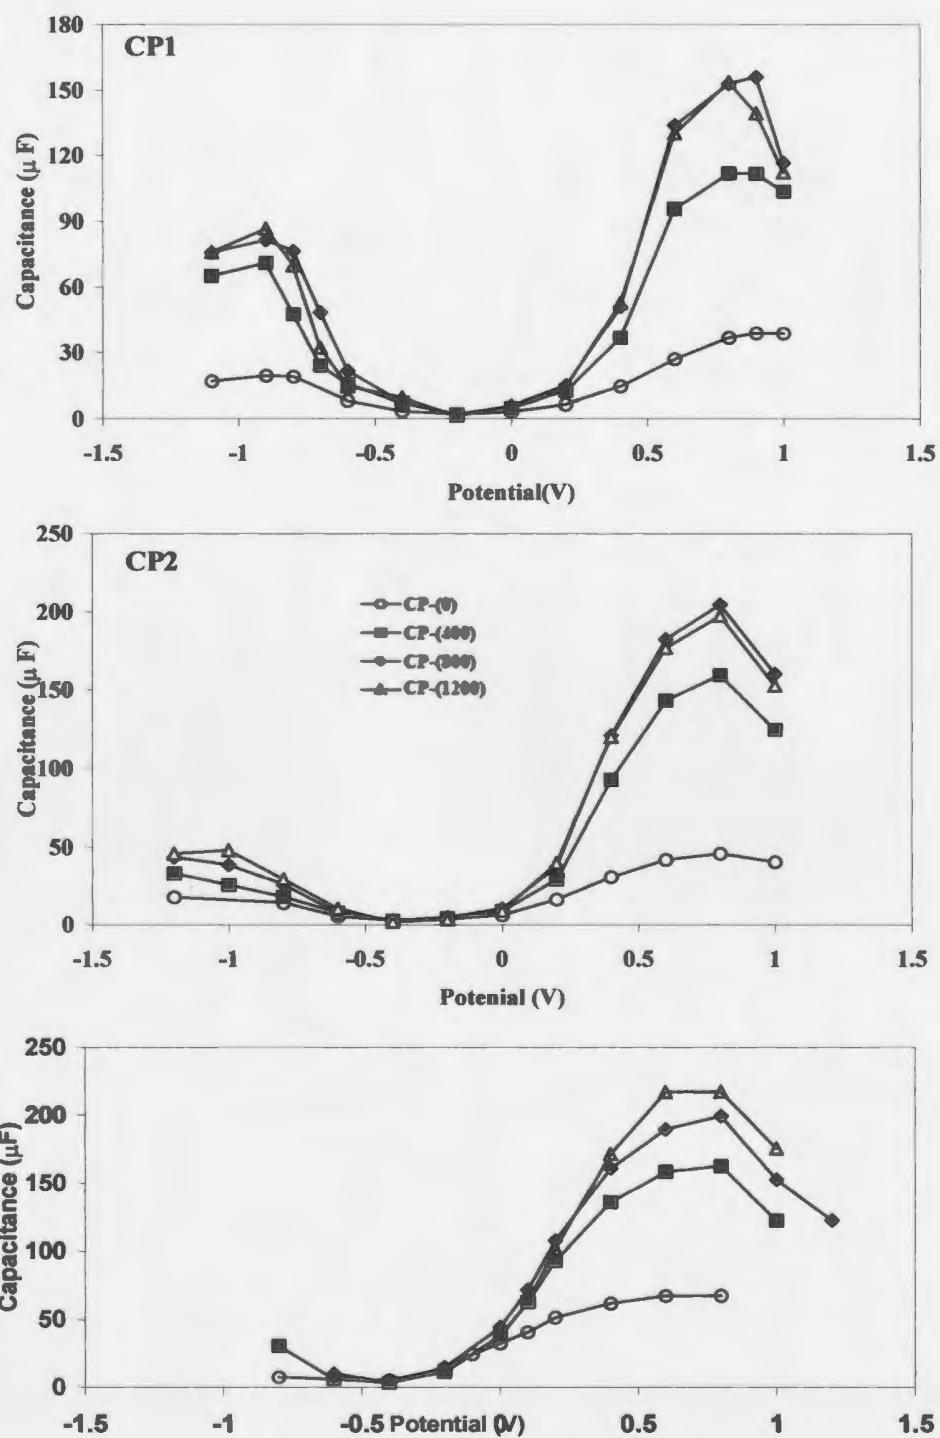 180
CP1
150
120
90
60
30
0
-1.5 -1 -0.5 0 0.5 1 1.5
Capacitance (μ F)
Potential(V)
250
CP2
200
150
100
50
0
CP-(0)
CP-(400)
CP-(800)
CP-(1200)
-1.5 -1 -0.5 0 0.5 1 1.5
Capacitance (μ F)
Potenial (V)
250
200
150
100
50
0
-1.5 -1 -0.5 0 0.5 1 1.5
Capacitance (μF)
Potential (V)